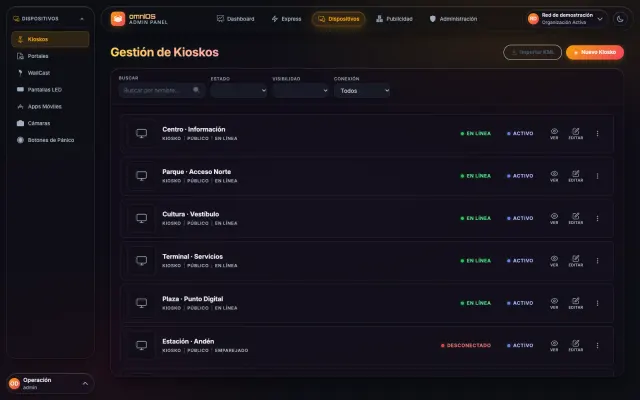 DISPOSITIVOS
Kioskos
Portales
WallCast
Pantallas LED
Apps Móviles
Cámaras
Botones de Pánico
Operación
admin
omniOS
ADMIN PANEL
Dashboard
Express
Dispositivos
Publicidad
Administración
RD
Red de demostración
Organización Activa
Gestión de Kioskos
Importar KML
+ Nuevo Kiosko
BUSCAR
ESTADO
VISIBILIDAD
CONEXIÓN
Buscar por nombre...
Todos
Centro · Información
KIOSKO | PÚBLICO | EN LÍNEA
EN LÍNEA
ACTIVO
VER
EDITAR
Parque · Acceso Norte
KIOSKO | PÚBLICO | EN LÍNEA
EN LÍNEA
ACTIVO
VER
EDITAR
Cultura · Vestíbulo
KIOSKO | PÚBLICO | EN LÍNEA
EN LÍNEA
ACTIVO
VER
EDITAR
Terminal · Servicios
KIOSKO | PÚBLICO | EN LÍNEA
EN LÍNEA
ACTIVO
VER
EDITAR
Plaza · Punto Digital
KIOSKO | PÚBLICO | EN LÍNEA
EN LÍNEA
ACTIVO
VER
EDITAR
Estación · Andén
KIOSKO | PÚBLICO | EMPAREJADO
DESCONECTADO
ACTIVO
VER
EDITAR